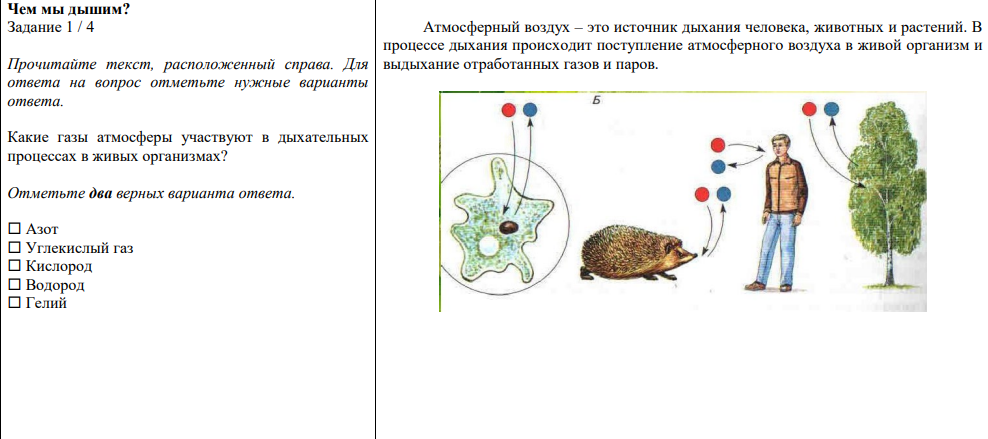 Чем мы дышим?
Задание 1 / 4
Прочитайте текст, расположенный справа. Для
ответа на вопрос отметьте нужные варианты
ответа.
Какие газы атмосферы участвуют в дыхательных
процессах в живых организмах?
Отметьте два верных варианта ответа.
☐ Азот
☐ Углекислый газ
☐ Кислород
☐ Водород
☐ Гелий
Атмосферный воздух – это источник дыхания человека, животных и растений. В
процессе дыхания происходит поступление атмосферного воздуха в живой организм и
выдыхание отработанных газов и паров.
Б